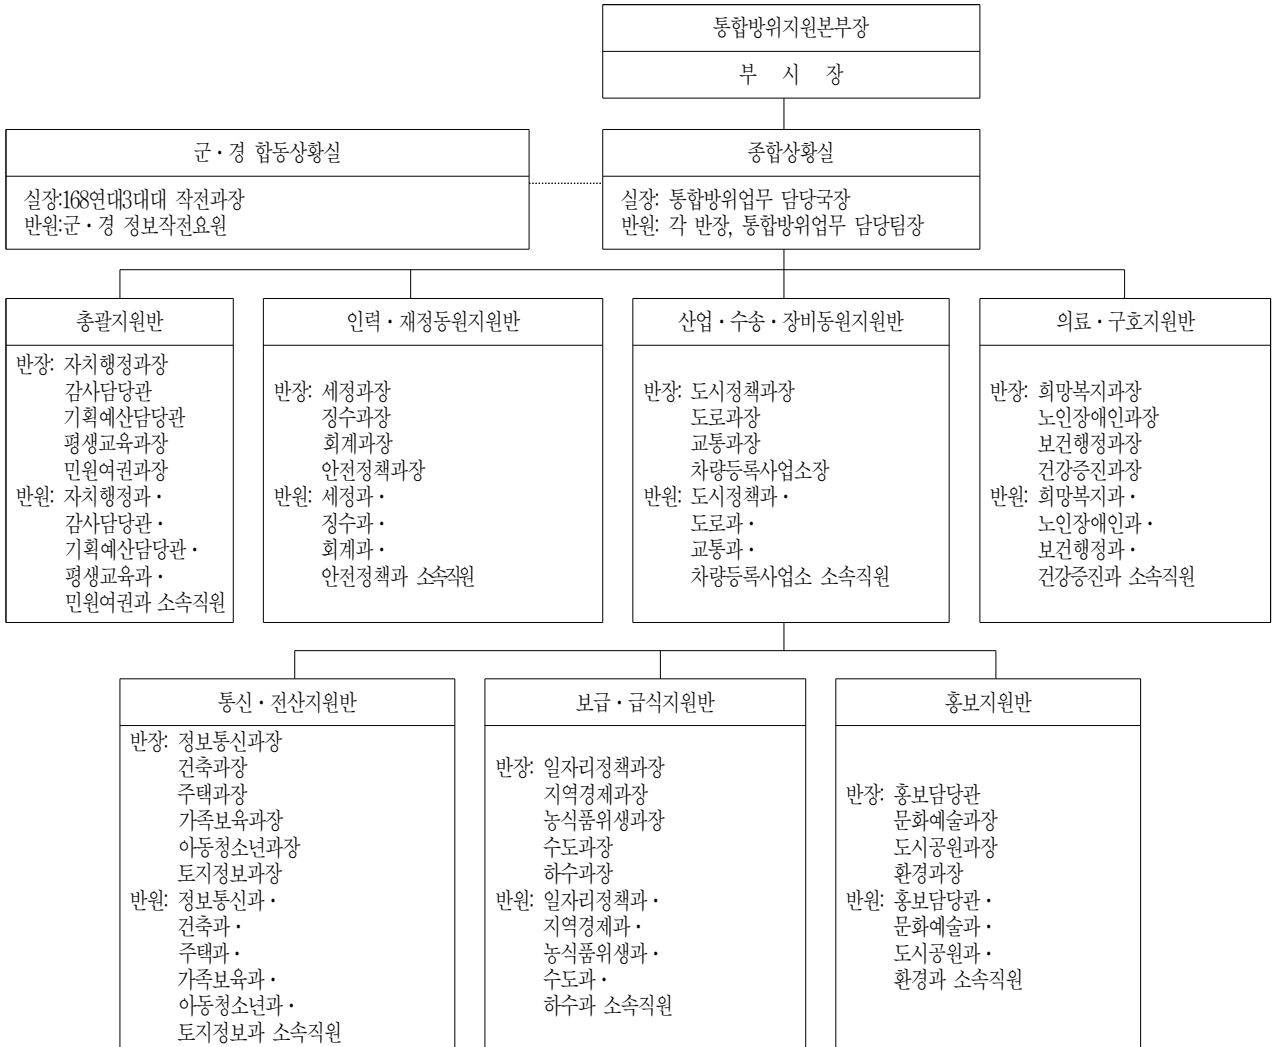 통합방위지원본부장
부 시 장
군・경 합동상황실
실장:168연대3대대 작전과장
반원:군・경 정보작전요원
종합상황실
실장: 통합방위업무 담당국장
반원: 각 반장, 통합방위업무 담당팀장
총괄지원반
반장: 자치행정과장
감사담당관
기획예산담당관
평생교육과장
민원여권과장
반원: 자치행정과・
감사담당관・
기획예산담당관・
평생교육과・
민원여권과 소속직원
인력・재정동원지원반
반장: 세정과장
징수과장
회계과장
안전정책과장
반원: 세정과・
징수과・
회계과・
안전정책과 소속직원
산업・수송・장비동원지원반
반장: 도시정책과장
도로과장
교통과장
차량등록사업소장
반원: 도시정책과・
도로과・
교통과・
차량등록사업소 소속직원
의료・구호지원반
반장: 희망복지과장
노인장애인과장
보건행정과장
건강증진과장
반원: 희망복지과・
노인장애인과・
보건행정과・
건강증진과 소속직원
통신・전산지원반
반장: 정보통신과장
건축과장
주택과장
가족보육과장
아동청소년과장
토지정보과장
반원: 정보통신과・
건축과・
주택과・
가족보육과・
아동청소년과・
토지정보과 소속직원
보급・급식지원반
반장: 일자리정책과장
지역경제과장
농식품위생과장
수도과장
하수과장
반원: 일자리정책과・
지역경제과・
농식품위생과・
수도과・
하수과 소속직원
홍보지원반
반장: 홍보담당관
문화예술과장
도시공원과장
환경과장
반원: 홍보담당관・
문화예술과・
도시공원과・
환경과 소속직원